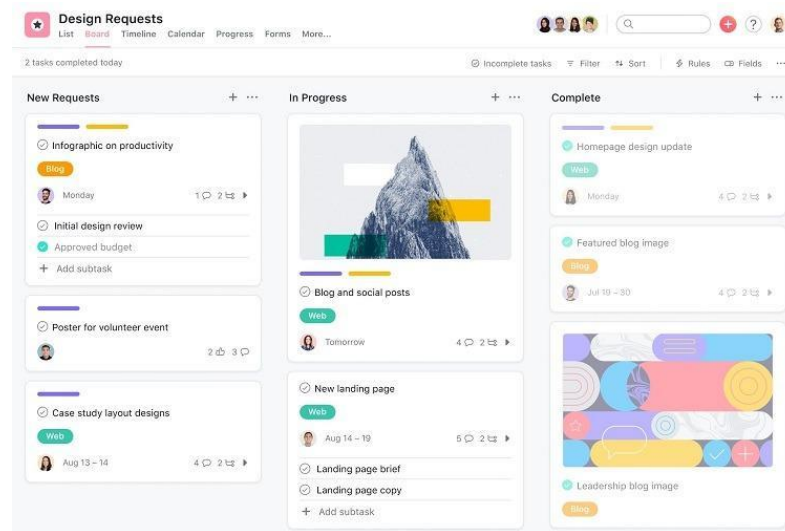 Design Requests
List Board Timeline Calendar Progress Forms More...
2 tasks completed today
Incomplete tasks Filter Sort Rules Fields
New Requests
Infographic on productivity
Blog
Monday 1 2
Initial design review
Approved budget
+ Add subtask
Poster for volunteer event
2 3
Case study layout designs
Web
Aug 13 – 14 4 2
In Progress
Blog and social posts
Web
Tomorrow 4 2
New landing page
Web
Aug 14 – 19 5 2
Landing page brief
Landing page copy
+ Add subtask
Complete
Homepage design update
Web
Monday 4 2
Featured blog image
Blog
Jul 19 – 30 4 2
Leadership blog image
Blog